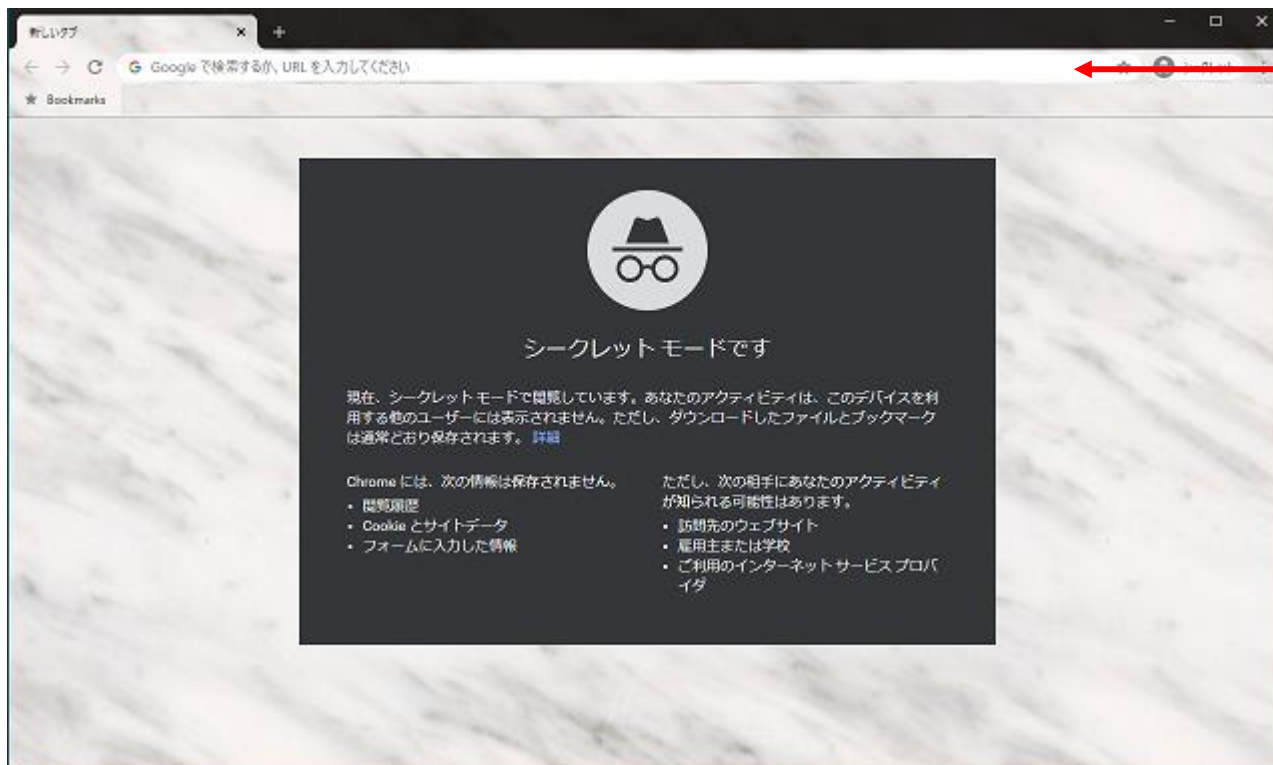 新しいタブ
Google で検索するか、URL を入力してください
シークレット
Bookmarks
シークレット モードです
現在、シークレット モードで閲覧しています。あなたのアクティビティは、このデバイスを利
用する他のユーザーには表示されません。ただし、ダウンロードしたファイルとブックマーク
は通常どおり保存されます。 詳細
Chrome には、次の情報は保存されません。
• 閲覧履歴
• Cookie とサイトデータ
• フォームに入力した情報
ただし、次の相手にあなたのアクティビティ
が知られる可能性はあります。
• 訪問先のウェブサイト
• 雇用主または学校
• ご利用のインターネット サービス プロバ
イダ